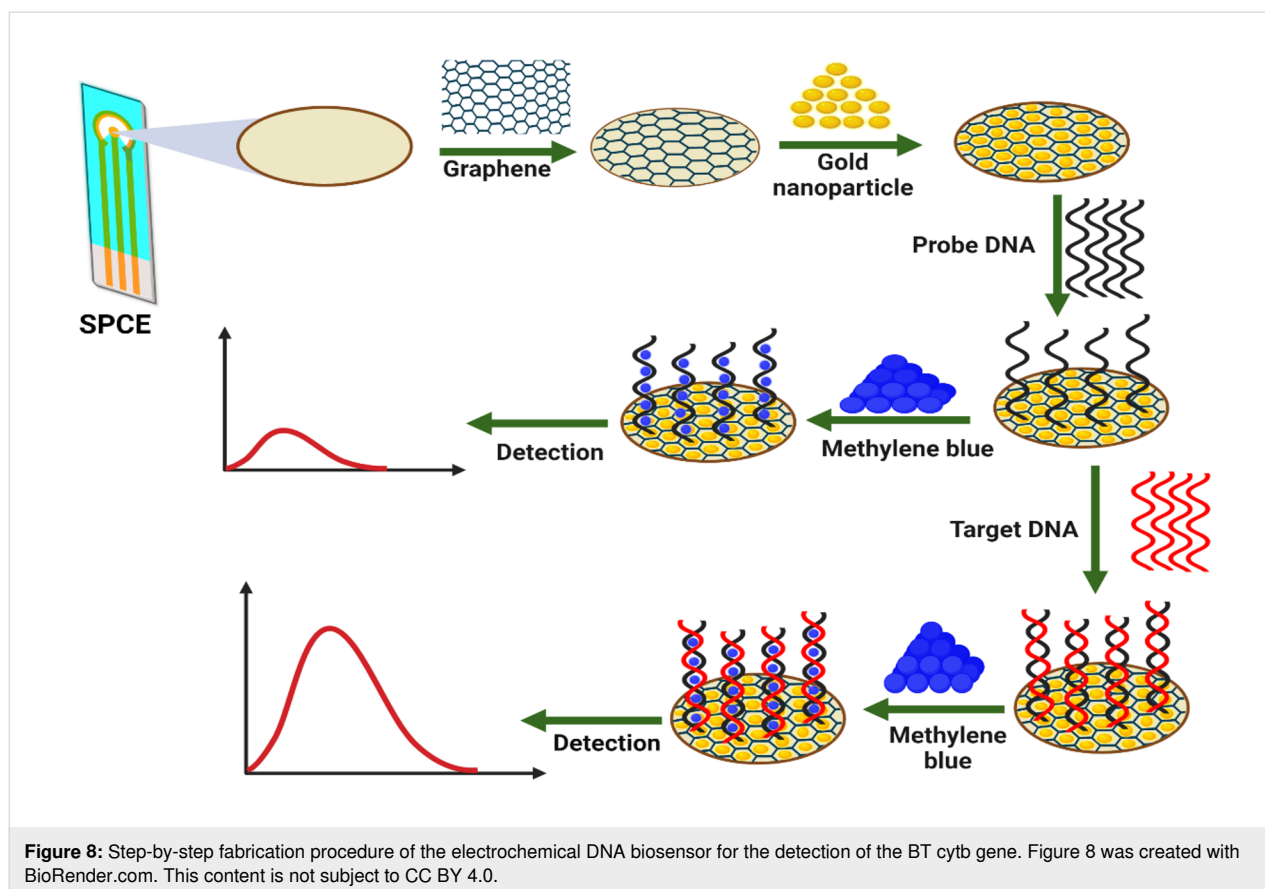 Graphene
Gold
nanoparticle
SPCE
Probe DNA
Methylene blue
Detection
Target DNA
Methylene
blue
Detection
Figure 8: Step-by-step fabrication procedure of the electrochemical DNA biosensor for the detection of the BT cytb gene. Figure 8 was created with
BioRender.com. This content is not subject to CC BY 4.0.